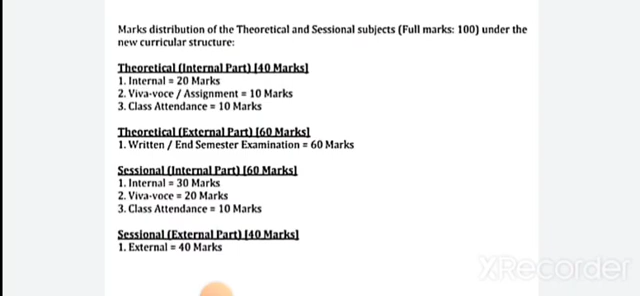 Marks distribution of the Theoretical and Sessional subjects (Full marks: 100) under the
new curricular structure:
Theoretical (Internal Part) [40 Marks]
1. Internal = 20 Marks
2. Viva-voce / Assignment = 10 Marks
3. Class Attendance = 10 Marks
Theoretical (External Part) [60 Marks]
1. Written / End Semester Examination = 60 Marks
Sessional (Internal Part) [60 Marks]
1. Internal = 30 Marks
2. Viva-voce = 20 Marks
3. Class Attendance = 10 Marks
Sessional (External Part) [40 Marks]
1. External = 40 Marks
XRecorder